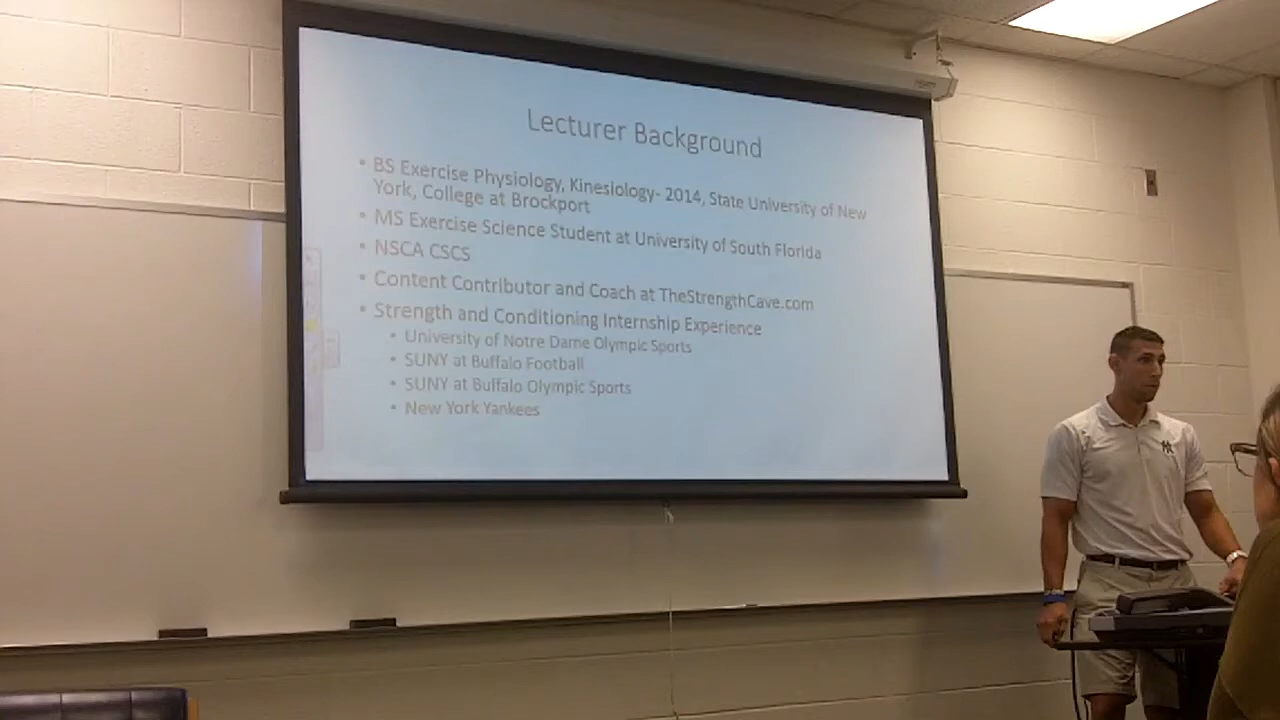 Lecturer Background
• BS Exercise Physiology, Kinesiology- 2014, State University of New
York, College at Brockport
• MS Exercise Science Student at University of South Florida
• NSCA CSCS
• Content Contributor and Coach at TheStrengthCave.com
• Strength and Conditioning Internship Experience
• University of Notre Dame Olympic Sports
• SUNY at Buffalo Football
• SUNY at Buffalo Olympic Sports
• New York Yankees
NY